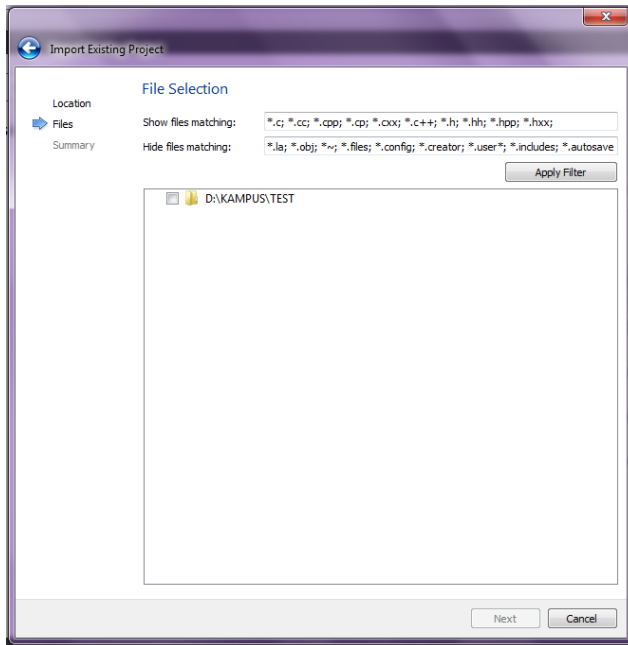 Import Existing Project
File Selection
Location
Files
Summary
Show files matching: *.c; *.cc; *.cpp; *.cp; *.cxx; *.c++; *.h; *.hh; *.hpp; *.hxx;
Hide files matching: *.la; *.obj; *~; *.files; *.config; *.creator; *.user*; *.includes; *.autosave
Apply Filter
D:\KAMPUS\TEST
Next Cancel